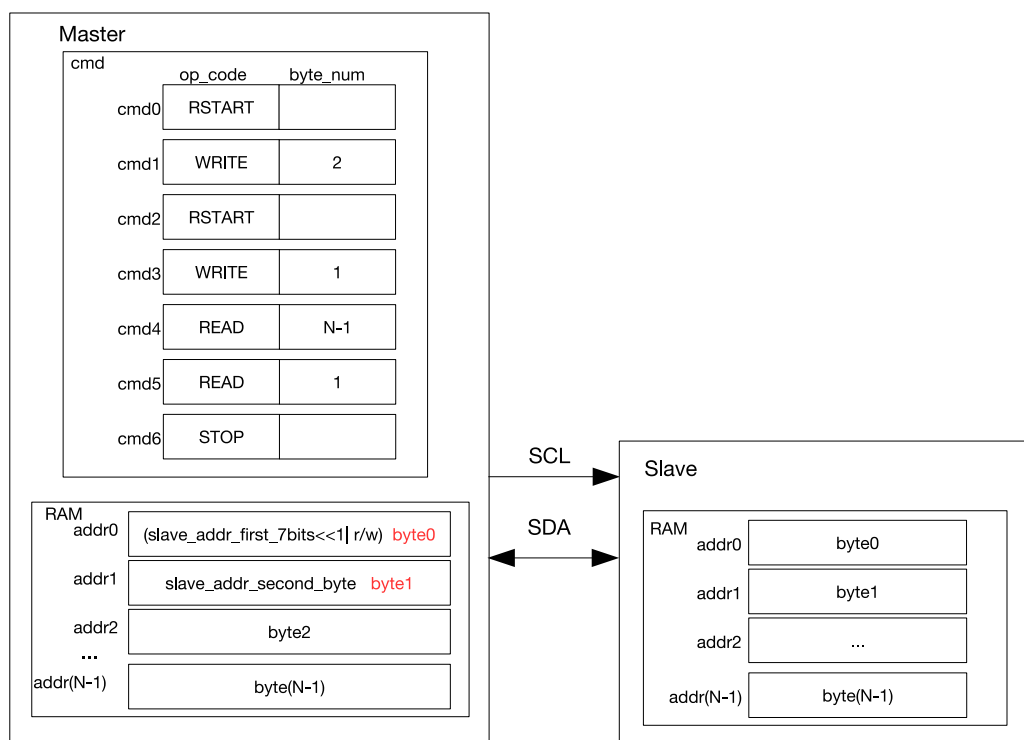 Master
cmd
op_code byte_num
cmd0 RSTART
cmd1 WRITE 2
cmd2 RSTART
cmd3 WRITE 1
cmd4 READ N-1
cmd5 READ 1
cmd6 STOP
RAM
addr0 (slave_addr_first_7bits<<1| r/w) byte0
addr1 slave_addr_second_byte byte1
addr2 byte2
...
addr(N-1) byte(N-1)
SCL
SDA
Slave
RAM
addr0 byte0
addr1 byte1
addr2 ...
addr(N-1) byte(N-1)